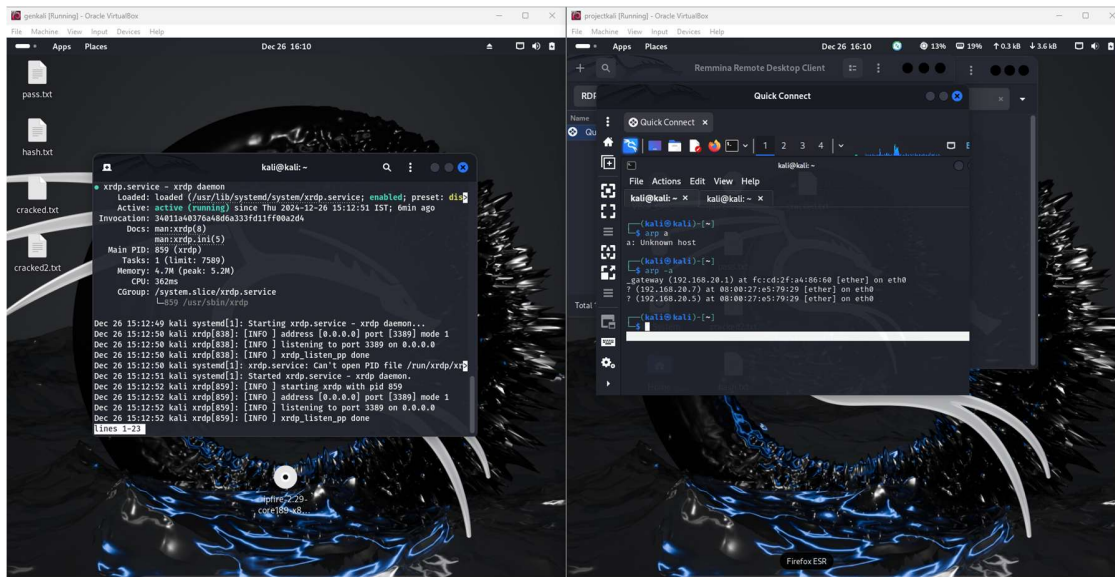 genkali [Running] - Oracle VirtualBox
File Machine View Input Devices Help
Apps Places Dec 26 16:10
pass.txt
hash.txt
cracked.txt
cracked2.txt
kali@kali: ~
● xrdp.service - xrdp daemon
Loaded: loaded (/usr/lib/systemd/system/xrdp.service; enabled; preset: dis>
Active: active (running) since Thu 2024-12-26 15:12:51 IST; 6min ago
Invocation: 34011a40376a48d6a333fd11ff00a2d4
Docs: man:xrdp(8)
man:xrdp.ini(5)
Main PID: 859 (xrdp)
Tasks: 1 (limit: 7589)
Memory: 4.7M (peak: 5.2M)
CPU: 362ms
CGroup: /system.slice/xrdp.service
└─859 /usr/sbin/xrdp
Dec 26 15:12:49 kali systemd[1]: Starting xrdp.service - xrdp daemon...
Dec 26 15:12:50 kali xrdp[838]: [INFO ] address [0.0.0.0] port [3389] mode 1
Dec 26 15:12:50 kali xrdp[838]: [INFO ] listening to port 3389 on 0.0.0.0
Dec 26 15:12:50 kali xrdp[838]: [INFO ] xrdp_listen_pp done
Dec 26 15:12:50 kali systemd[1]: xrdp.service: Can't open PID file /run/xrdp/xr>
Dec 26 15:12:51 kali systemd[1]: Started xrdp.service - xrdp daemon.
Dec 26 15:12:52 kali xrdp[859]: [INFO ] starting xrdp with pid 859
Dec 26 15:12:52 kali xrdp[859]: [INFO ] address [0.0.0.0] port [3389] mode 1
Dec 26 15:12:52 kali xrdp[859]: [INFO ] listening to port 3389 on 0.0.0.0
Dec 26 15:12:52 kali xrdp[859]: [INFO ] xrdp_listen_pp done
lines 1-23
ipfire-2.29-
core189-x8...
projectkali [Running] - Oracle VirtualBox
File Machine View Input Devices Help
Apps Places Dec 26 16:10 13% 19% ↑0.3 kB ↓3.6 kB
Remmina Remote Desktop Client
RDP
Quick Connect
Name
Qu
Quick Connect ×
1 2 3 4
kali@kali: ~
File Actions Edit View Help
kali@kali: ~ × kali@kali: ~ ×
┌──(kali㉿kali)-[~]
└─$ arp a
a: Unknown host
┌──(kali㉿kali)-[~]
└─$ arp -a
_gateway (192.168.20.1) at fc:cd:2f:a4:86:60 [ether] on eth0
? (192.168.20.7) at 08:00:27:e5:79:29 [ether] on eth0
? (192.168.20.5) at 08:00:27:e5:79:29 [ether] on eth0
┌──(kali㉿kali)-[~]
└─$
Total
Firefox ESR